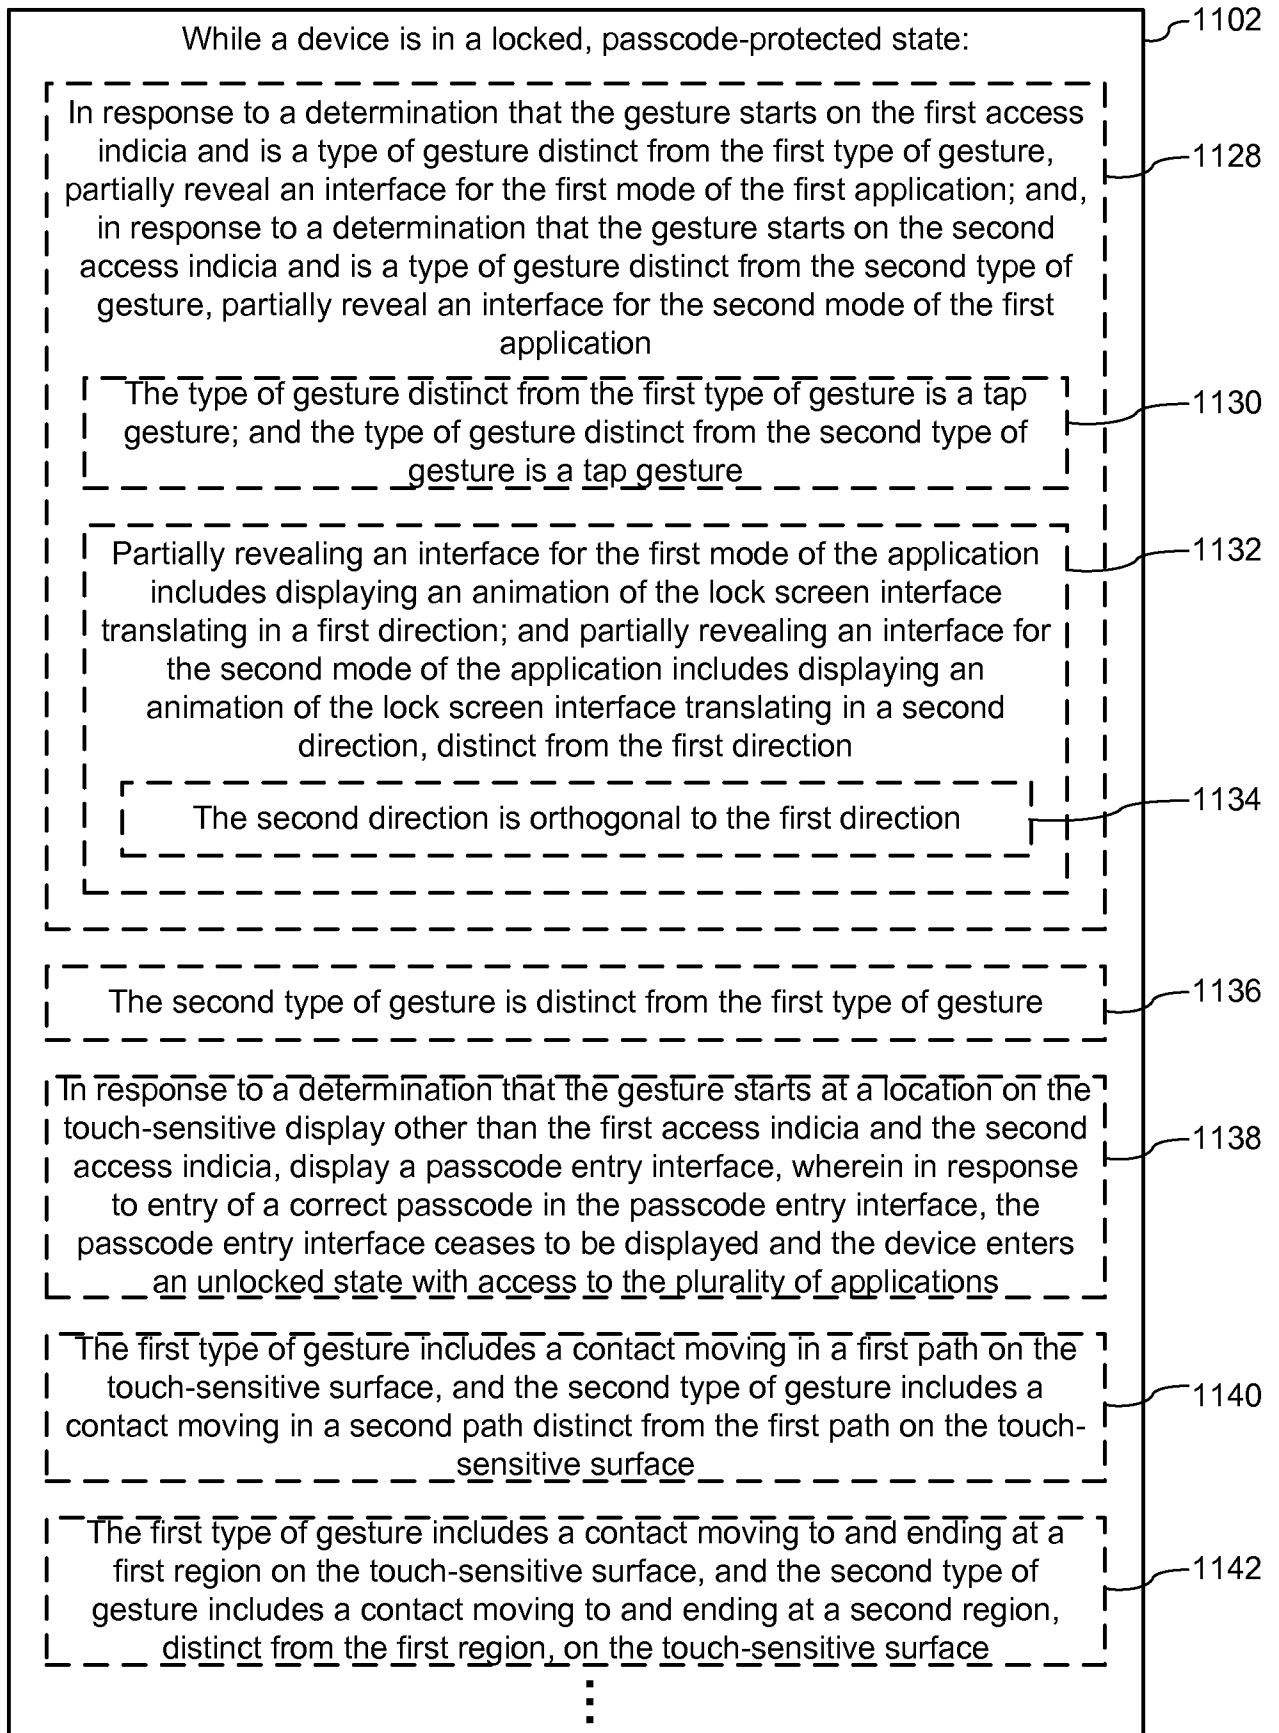 While a device is in a locked, passcode-protected state:
1102
In response to a determination that the gesture starts on the first access
indicia and is a type of gesture distinct from the first type of gesture,
partially reveal an interface for the first mode of the first application; and,
in response to a determination that the gesture starts on the second
access indicia and is a type of gesture distinct from the second type of
gesture, partially reveal an interface for the second mode of the first
application
1128
The type of gesture distinct from the first type of gesture is a tap
gesture; and the type of gesture distinct from the second type of
gesture is a tap gesture
1130
Partially revealing an interface for the first mode of the application
includes displaying an animation of the lock screen interface
translating in a first direction; and partially revealing an interface for
the second mode of the application includes displaying an
animation of the lock screen interface translating in a second
direction, distinct from the first direction
1132
The second direction is orthogonal to the first direction
1134
The second type of gesture is distinct from the first type of gesture
1136
In response to a determination that the gesture starts at a location on the
touch-sensitive display other than the first access indicia and the second
access indicia, display a passcode entry interface, wherein in response
to entry of a correct passcode in the passcode entry interface, the
passcode entry interface ceases to be displayed and the device enters
an unlocked state with access to the plurality of applications
1138
The first type of gesture includes a contact moving in a first path on the
touch-sensitive surface, and the second type of gesture includes a
contact moving in a second path distinct from the first path on the touch-
sensitive surface
1140
The first type of gesture includes a contact moving to and ending at a
first region on the touch-sensitive surface, and the second type of
gesture includes a contact moving to and ending at a second region,
distinct from the first region, on the touch-sensitive surface
1142